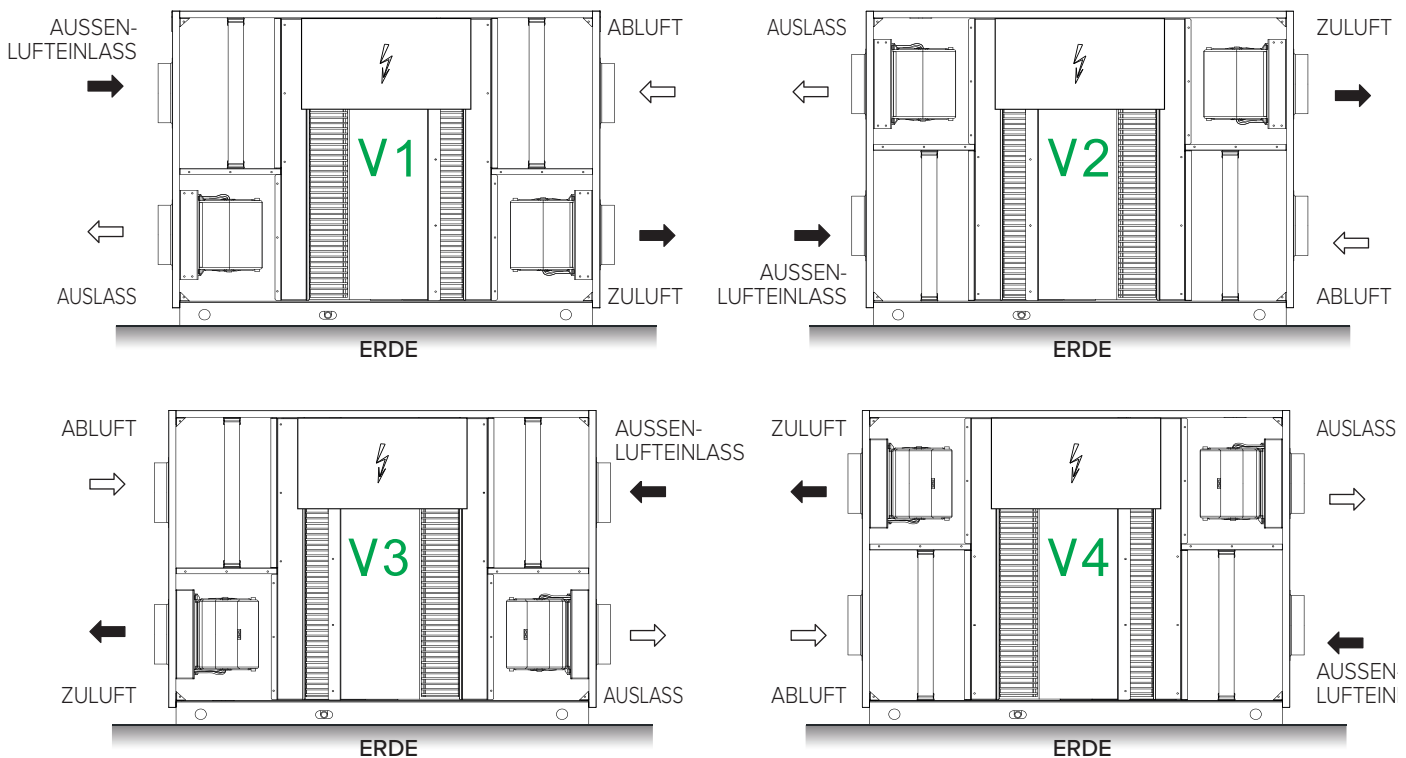 AUSSEN-
LUFTEINLASS
ABLUFT
V1
AUSLASS
ZULUFT
ERDE
AUSLASS
ZULUFT
V2
AUSSEN-
LUFTEINLASS
ABLUFT
ERDE
ABLUFT
AUSSEN-
LUFTEINLASS
V3
ZULUFT
AUSLASS
ERDE
ZULUFT
AUSLASS
V4
ABLUFT
AUSSEN
LUFTEIN
ERDE